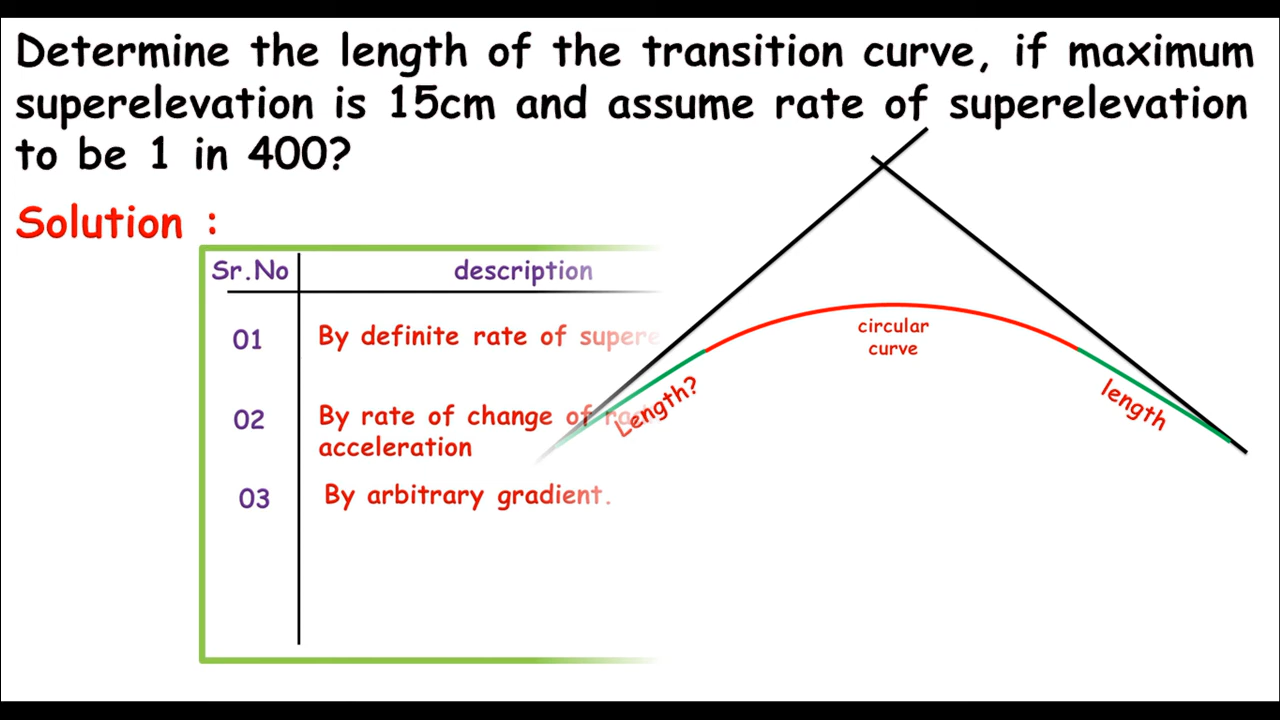 Determine the length of the transition curve, if maximum
superelevation is 15cm and assume rate of superelevation
to be 1 in 400?
Solution :
Sr.No description
01 By definite rate of
02 By rate of change of
acceleration
03 By arbitrary gradient.
circular
curve
Length?
length